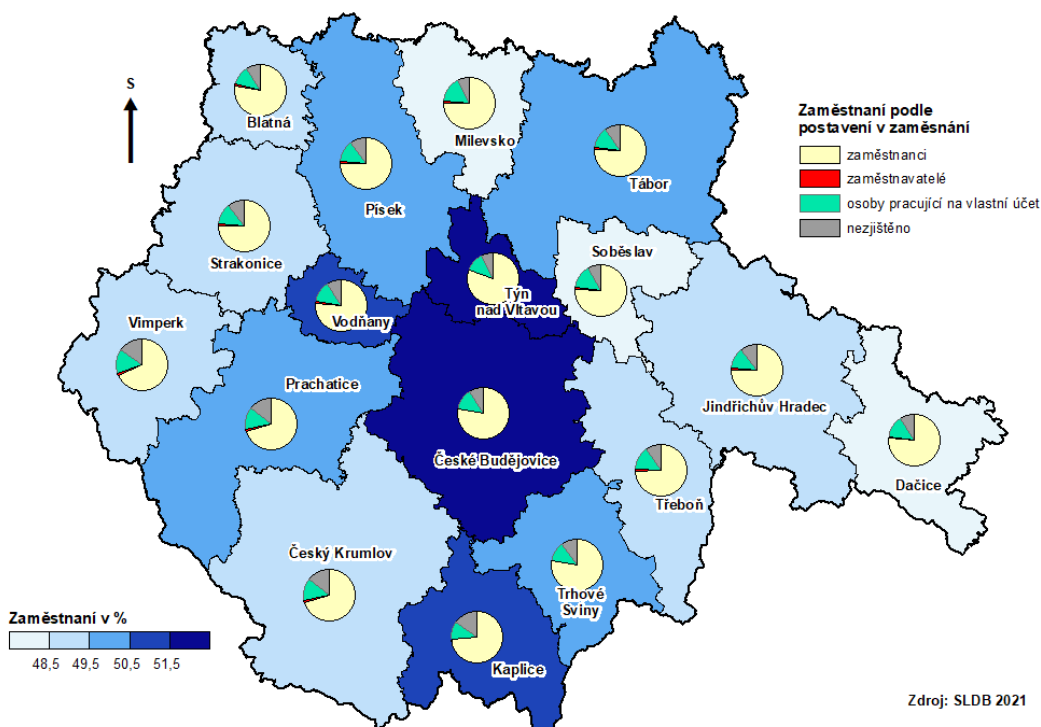 S
Blatná
Milevsko
Tábor
Písek
Strakonice
Soběslav
Týn
nad Vltavou
Vodňany
Vimperk
Prachatice
Jindřichův Hradec
České Budějovice
Dačice
Třeboň
Český Krumlov
Trhové
Sviny
Kaplice
Zaměstnaní podle
postavení v zaměsnání
zaměstnanci
zaměstnavatelé
osoby pracující na vlastní účet
nezjištěno
Zaměstnaní v %
48,5 49,5 50,5 51,5
Zdroj: SLDB 2021